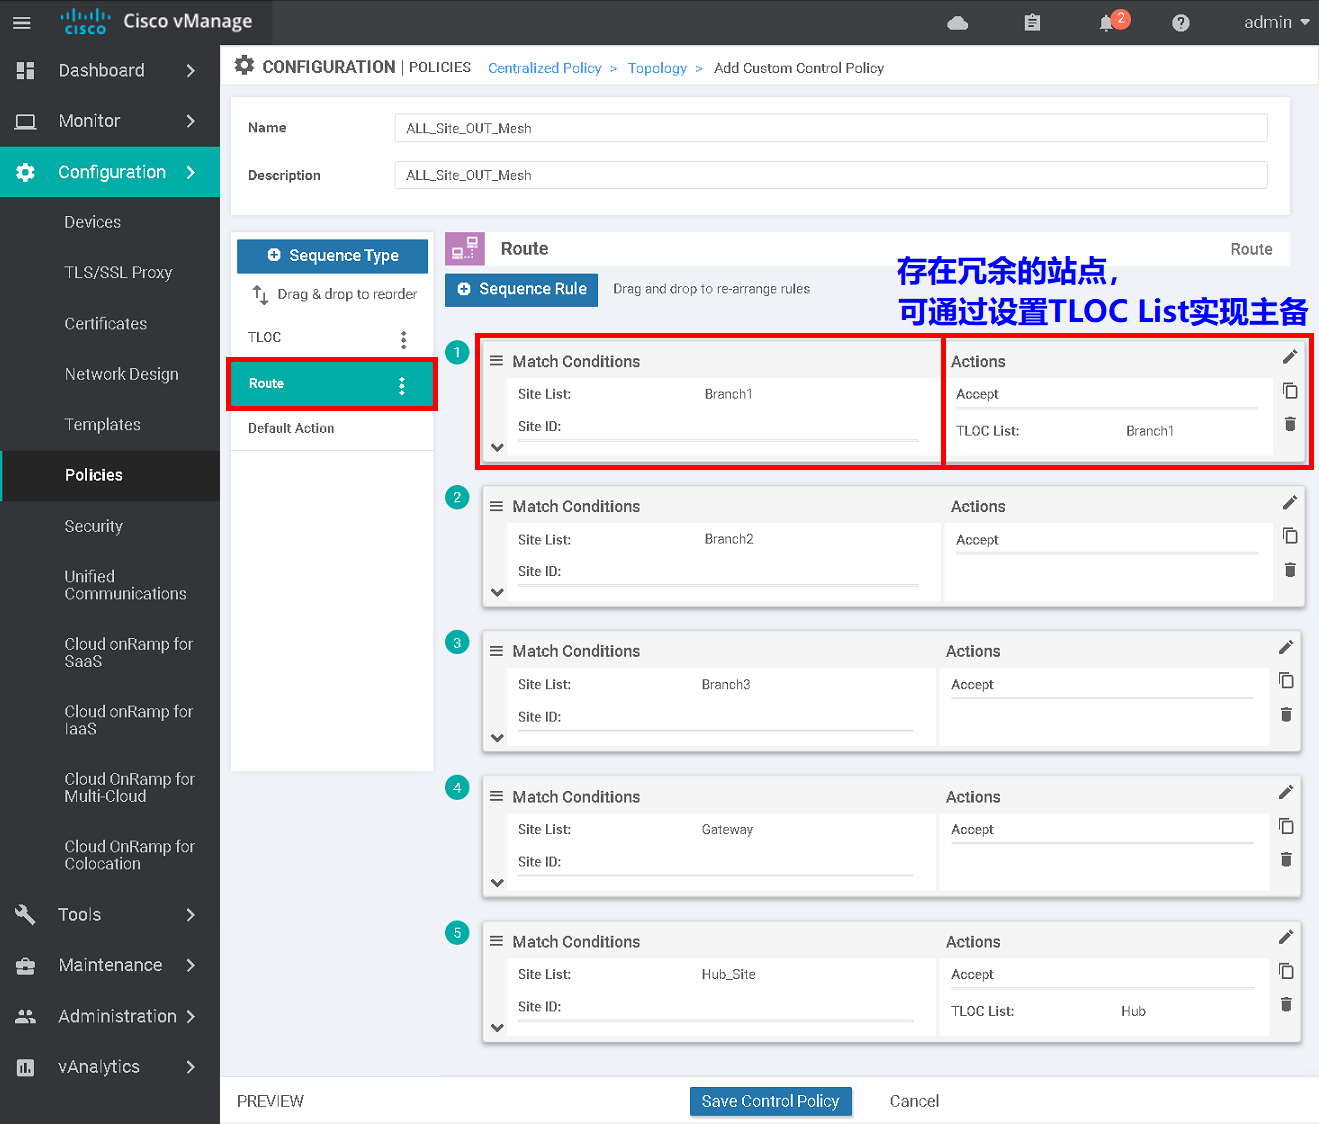 cisco Cisco vManage
2
admin
Dashboard
Monitor
Configuration
Devices
TLS/SSL Proxy
Certificates
Network Design
Templates
Policies
Security
Unified
Communications
Cloud onRamp for
SaaS
Cloud onRamp for
IaaS
Cloud OnRamp for
Multi-Cloud
Cloud OnRamp for
Colocation
Tools
Maintenance
Administration
vAnalytics
CONFIGURATION | POLICIES Centralized Policy > Topology > Add Custom Control Policy
Name ALL_Site_OUT_Mesh
Description ALL_Site_OUT_Mesh
Sequence Type
Drag & drop to reorder
TLOC
Route
Default Action
Route Route
Sequence Rule Drag and drop to re-arrange rules
存在冗余的站点，
可通过设置TLOC List实现主备
1 Match Conditions Actions
Site List: Branch1 Accept
Site ID:
TLOC List: Branch1
2 Match Conditions Actions
Site List: Branch2 Accept
Site ID:
3 Match Conditions Actions
Site List: Branch3 Accept
Site ID:
4 Match Conditions Actions
Site List: Gateway Accept
Site ID:
5 Match Conditions Actions
Site List: Hub_Site Accept
Site ID:
TLOC List: Hub
PREVIEW Save Control Policy Cancel